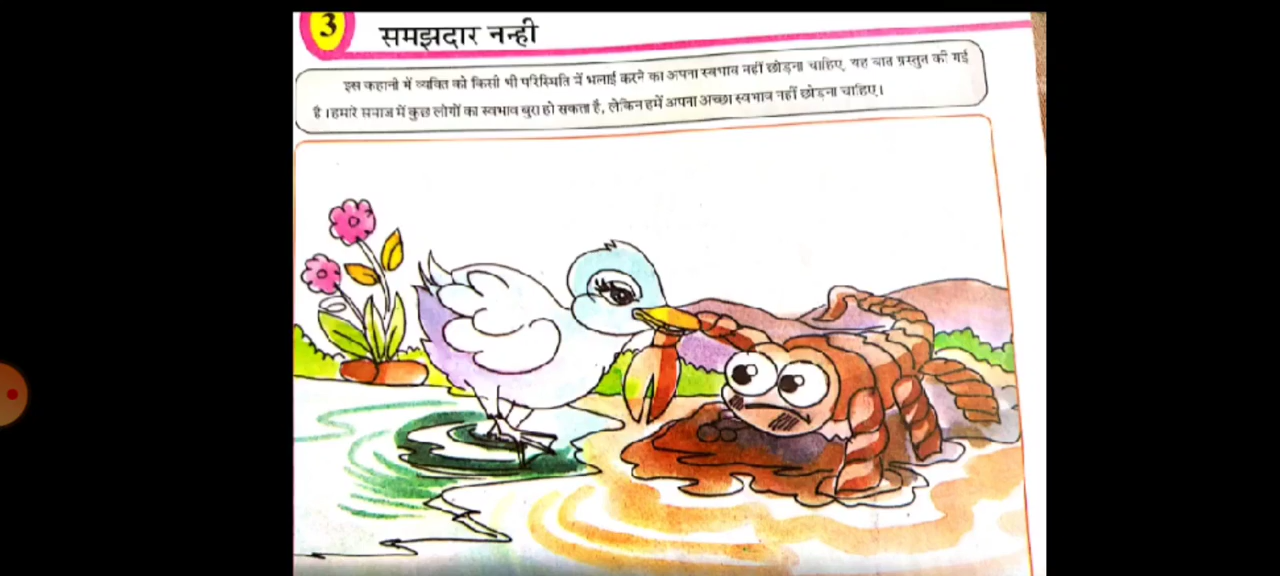 3
समझदार नन्ही
इस कहानी में व्यक्ति को किसी भी परिस्थिति में भलाई करने का अपना स्वभाव नहीं छोड़ना चाहिए, यह बात प्रस्तुत की गई
है। हमारे समाज में कुछ लोगों का स्वभाव बुरा हो सकता है, लेकिन हमें अपना अच्छा स्वभाव नहीं छोड़ना चाहिए।